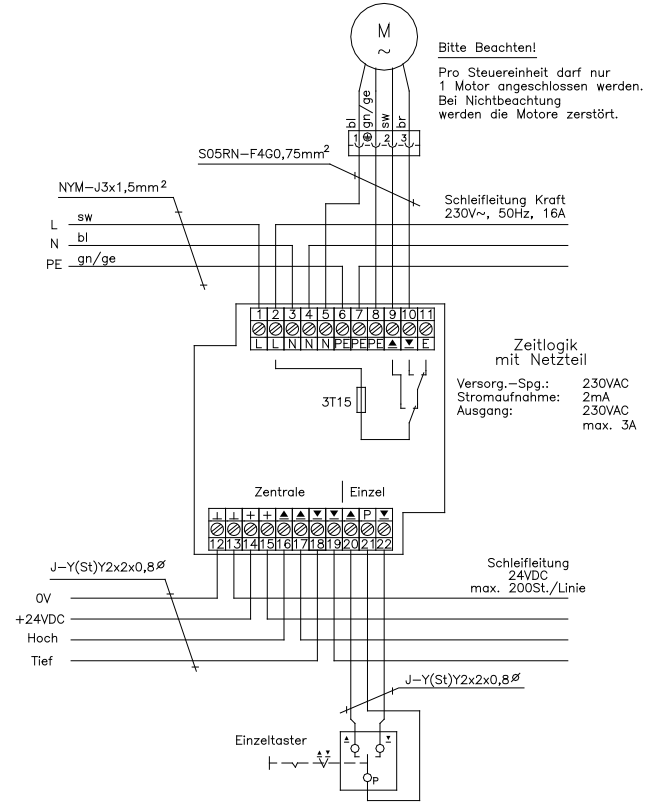 M
~
Bitte Beachten!
Pro Steuereinheit darf nur
1 Motor angeschlossen werden.
Bei Nichtbeachtung
werden die Motore zerstört.
bl
gn/ge
sw
br
1 2 3
S05RN–F4G0,75mm²
NYM–J3x1,5mm²
Schleifleitung Kraft
230V~, 50Hz, 16A
L sw
N bl
PE gn/ge
1 2 3 4 5 6 7 8 9 10 11
L L N N N PE PE PE ▲ ▼ E
Zeitlogik
mit Netzteil
Versorg.–Spg.: 230VAC
Stromaufnahme: 2mA
Ausgang: 230VAC
max. 3A
3T15
Zentrale Einzel
⊥ ⊥ + + ▲ ▲ ▼ ▼ ▲ P ▼
12 13 14 15 16 17 18 19 20 21 22
J–Y(St)Y2x2x0,8⌀
Schleifleitung
24VDC
max. 200St./Linie
0V
+24VDC
Hoch
Tief
J–Y(St)Y2x2x0,8⌀
Einzeltaster
▲ ▼
▲ ▼
P